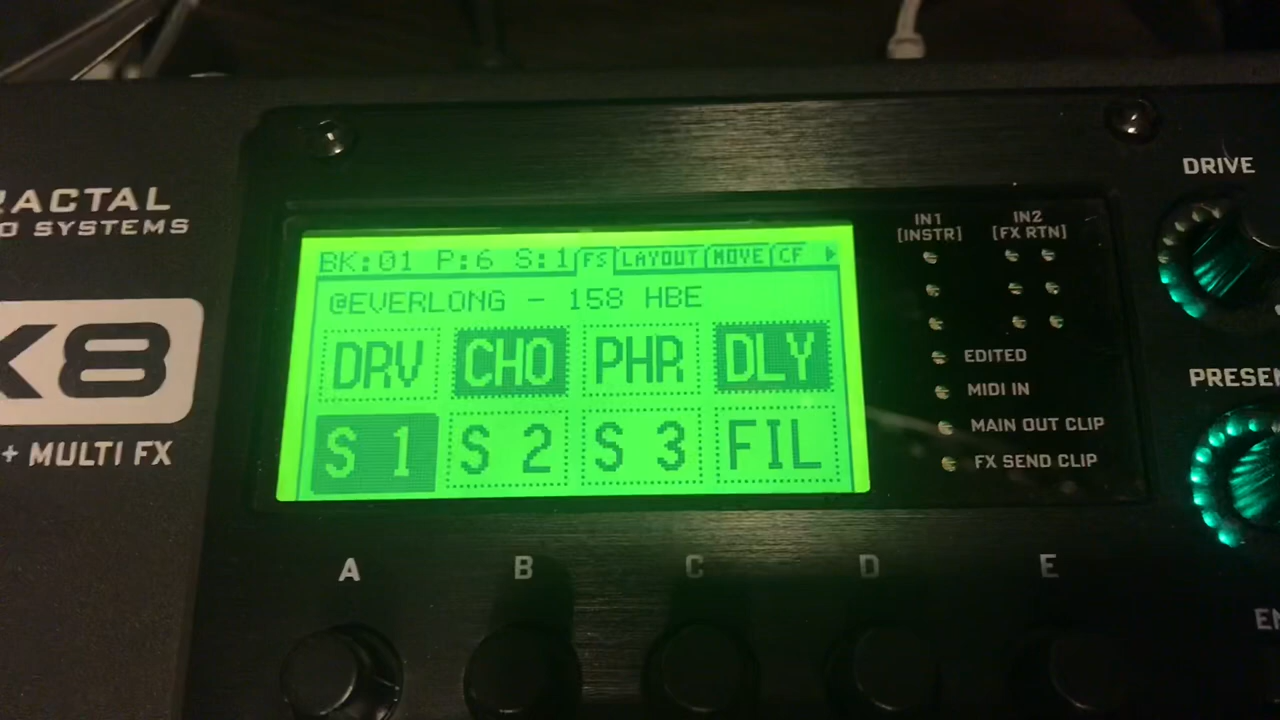 RACTAL
O SYSTEMS
X8
+ MULTI FX
BK:01 P:6 S:1 FS LAYOUT MOVE CF
@EVERLONG - 158 HBE
DRV CHO PHR DLY
S 1 S 2 S 3 FIL
IN1 [INSTR]
IN2 [FX RTN]
EDITED
MIDI IN
MAIN OUT CLIP
FX SEND CLIP
DRIVE
PRESEN
A B C D E
EN